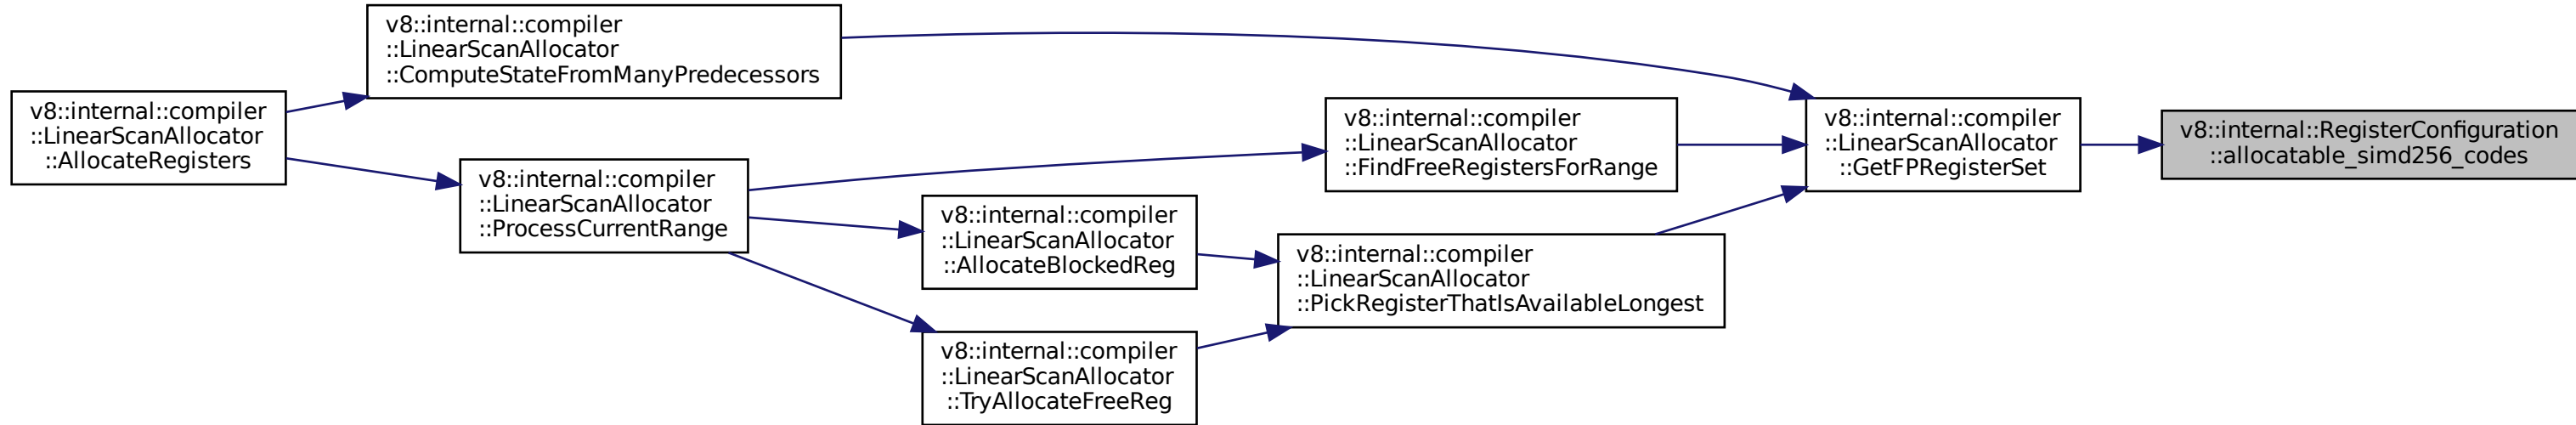 v8::internal::compiler
::LinearScanAllocator
::ComputeStateFromManyPredecessors
v8::internal::compiler
::LinearScanAllocator
::AllocateRegisters
v8::internal::compiler
::LinearScanAllocator
::ProcessCurrentRange
v8::internal::compiler
::LinearScanAllocator
::AllocateBlockedReg
v8::internal::compiler
::LinearScanAllocator
::TryAllocateFreeReg
v8::internal::compiler
::LinearScanAllocator
::FindFreeRegistersForRange
v8::internal::compiler
::LinearScanAllocator
::PickRegisterThatIsAvailableLongest
v8::internal::compiler
::LinearScanAllocator
::GetFPRegisterSet
v8::internal::RegisterConfiguration
::allocatable_simd256_codes